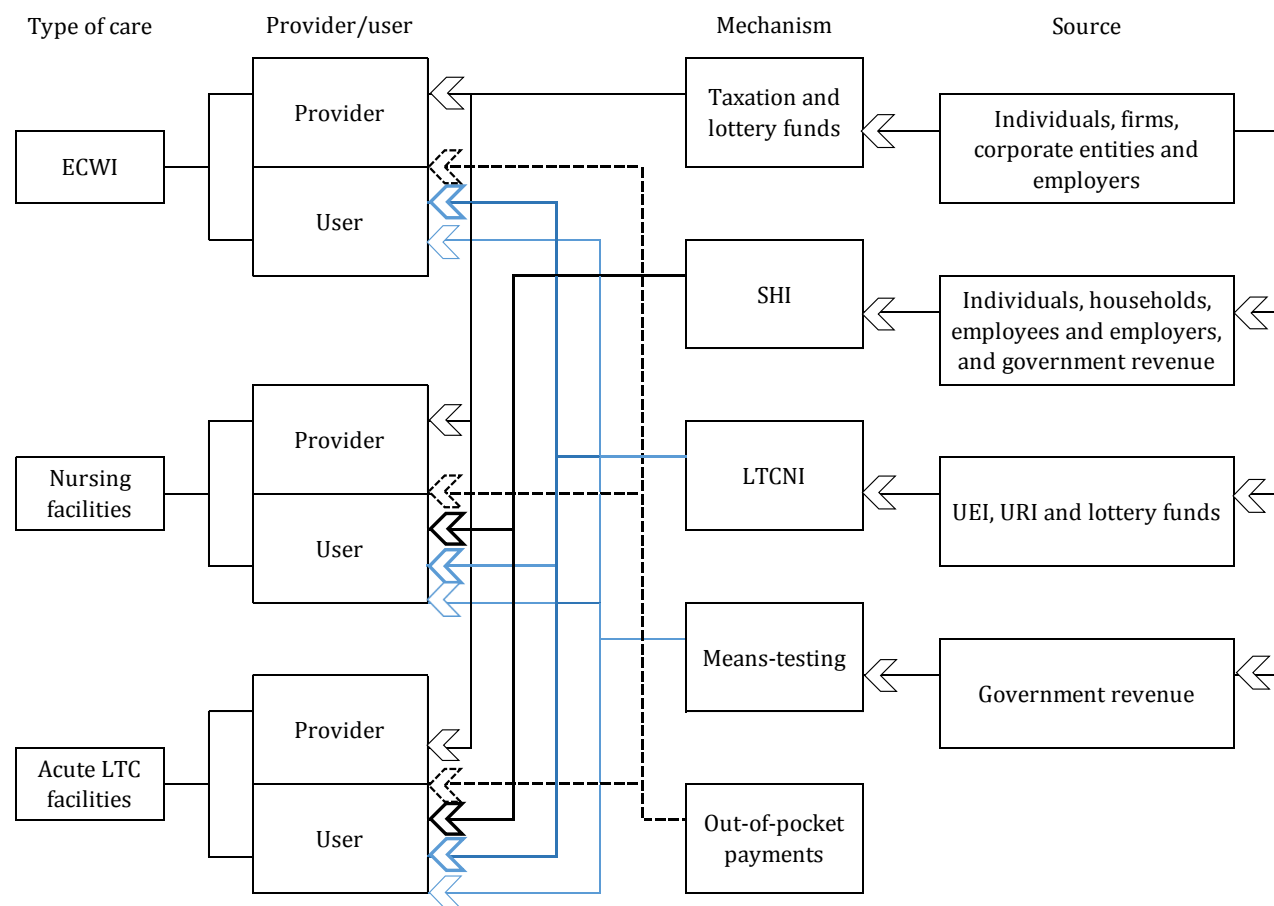 Type of care
Provider/user
Mechanism
Source
Provider
User
ECWI
Taxation and
lottery funds
Individuals, firms,
corporate entities and
employers
SHI
Individuals, households,
employees and employers,
and government revenue
Provider
User
Nursing
facilities
LTCNI
UEI, URI and lottery funds
Means-testing
Government revenue
Provider
User
Acute LTC
facilities
Out-of-pocket
payments